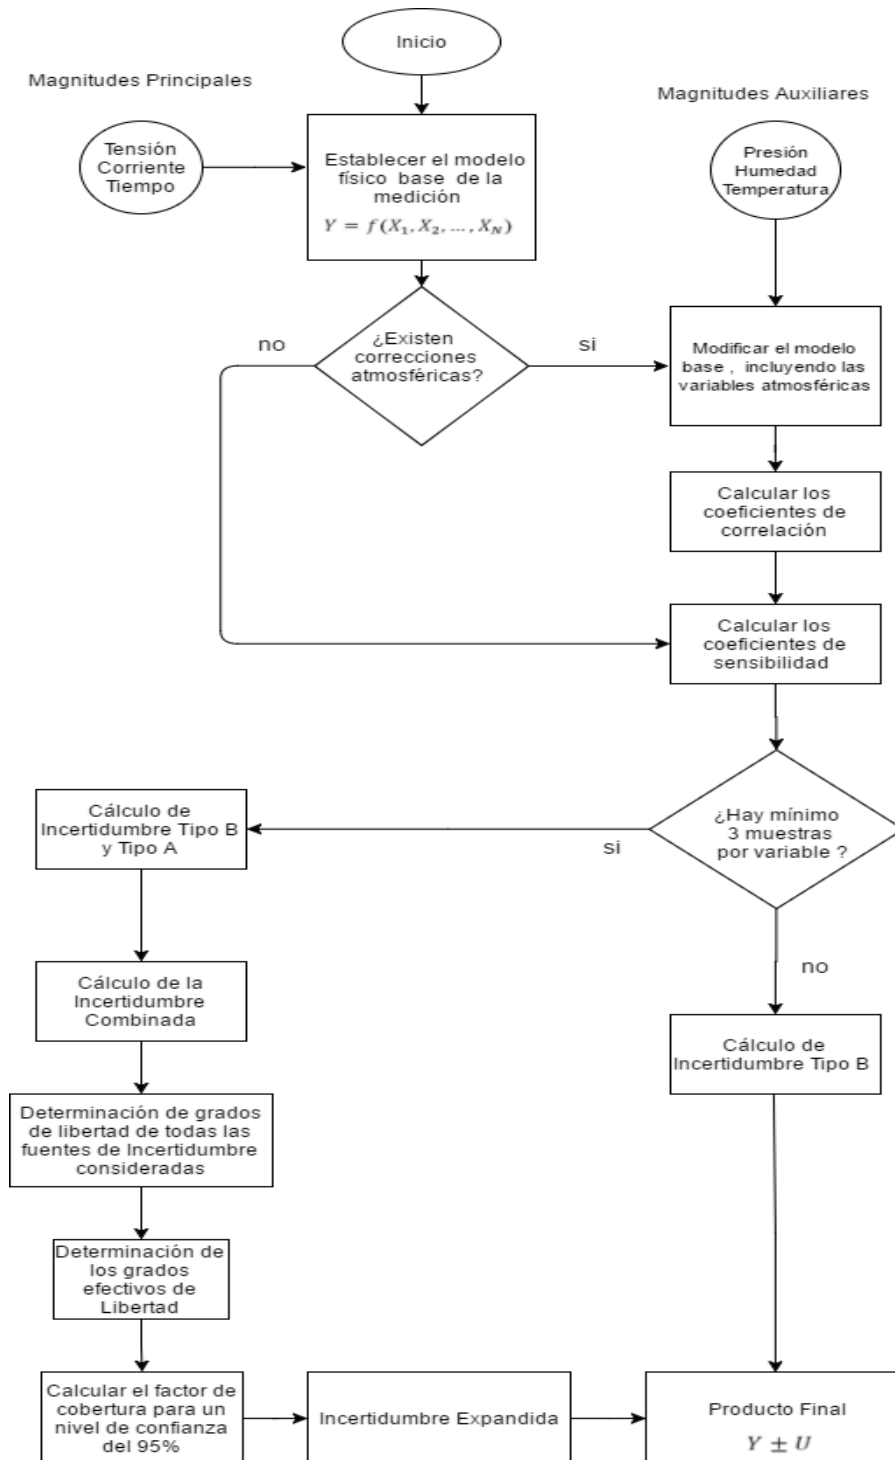 Inicio
Magnitudes Principales
Magnitudes Auxiliares
Tensión
Corriente
Tiempo
Establecer el modelo
físico base de la
medición
Y = f(X₁, X₂, ..., X_N)
Presión
Humedad
Temperatura
¿Existen
correcciones
atmosféricas?
no
si
Modificar el modelo
base , incluyendo las
variables atmosféricas
Calcular los
coeficientes de
correlación
Calcular los
coeficientes de
sensibilidad
¿Hay mínimo
3 muestras
por variable ?
si
no
Cálculo de
Incertidumbre Tipo B
y Tipo A
Cálculo de la
Incertidumbre
Combinada
Cálculo de
Incertidumbre Tipo B
Determinación de grados
de libertad de todas las
fuentes de Incertidumbre
consideradas
Determinación de
los grados
efectivos de
Libertad
Calcular el factor de
cobertura para un
nivel de confianza
del 95%
Incertidumbre Expandida
Producto Final
Y ± U